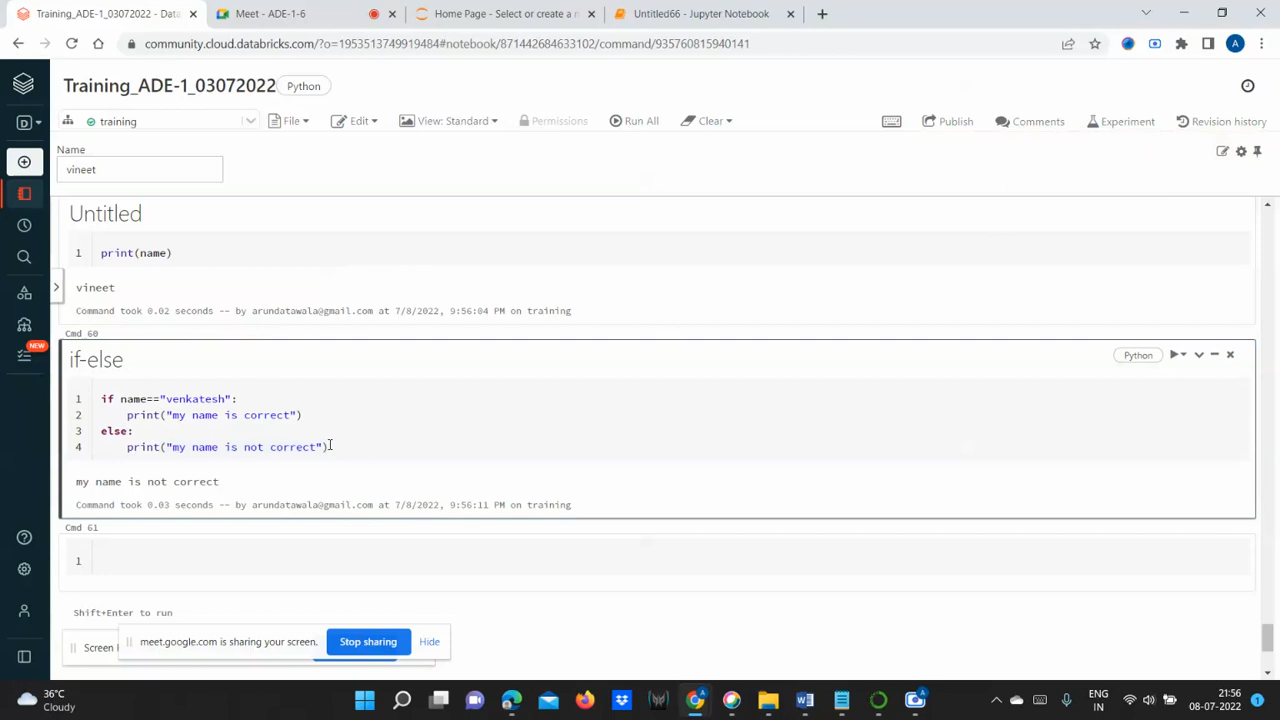 Training_ADE-1_03072022 - Data
Meet - ADE-1-6
Home Page - Select or create a n
Untitled66 - Jupyter Notebook
community.cloud.databricks.com/?o=1953513749919484#notebook/871442684633102/command/935760815940141
A
Training_ADE-1_03072022
Python
D
training
File
Edit
View: Standard
Permissions
Run All
Clear
Publish
Comments
Experiment
Revision history
Name
vineet
Untitled
1 print(name)
vineet
Command took 0.02 seconds -- by arundatawala@gmail.com at 7/8/2022, 9:56:04 PM on training
Cmd 60
if-else
Python
1 if name=="venkatesh":
2 print("my name is correct")
3 else:
4 print("my name is not correct")
my name is not correct
Command took 0.03 seconds -- by arundatawala@gmail.com at 7/8/2022, 9:56:11 PM on training
Cmd 61
1
Shift+Enter to run
NEW
Screen
meet.google.com is sharing your screen.
Stop sharing
Hide
36°C
Cloudy
ENG
IN
21:56
08-07-2022
1